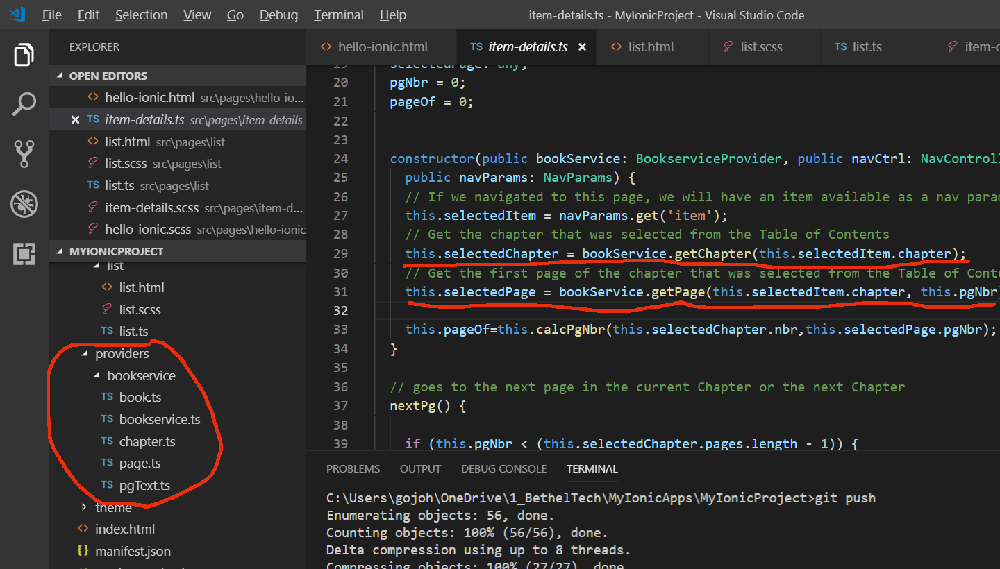 File Edit Selection View Go Debug Terminal Help item-details.ts - MyIonicProject - Visual Studio Code
EXPLORER
OPEN EDITORS
hello-ionic.html src\pages\hello-io...
item-details.ts src\pages\item-details
list.html src\pages\list
list.scss src\pages\list
TS list.ts src\pages\list
item-details.scss src\pages\item-d...
hello-ionic.scss src\pages\hello-ionic
MYIONICPROJECT
list
list.html
list.scss
TS list.ts
providers
bookservice
TS book.ts
TS bookservice.ts
TS chapter.ts
TS page.ts
TS pgText.ts
theme
index.html
{} manifest.json
hello-ionic.html TS item-details.ts list.html list.scss TS list.ts
19 selectedPage: any;
20 pgNbr = 0;
21 pageOf = 0;
22
23
24 constructor(public bookService: BookserviceProvider, public navCtrl:
25 public navParams: NavParams) {
26 // If we navigated to this page, we will have an item available as a nav
27 this.selectedItem = navParams.get('item');
28 // Get the chapter that was selected from the Table of Contents
29 this.selectedChapter = bookService.getChapter(this.selectedItem.chapter);
30 // Get the first page of the chapter that was selected from the Table of
31 this.selectedPage = bookService.getPage(this.selectedItem.chapter, this.pgNbr
32
33 this.pageOf=this.calcPgNbr(this.selectedChapter.nbr,this.selectedPage.pgNbr);
34 }
35
36 // goes to the next page in the current Chapter or the next Chapter
37 nextPg() {
38
39 if (this.pgNbr < (this.selectedChapter.pages.length - 1)) {
PROBLEMS OUTPUT DEBUG CONSOLE TERMINAL
C:\Users\gojoh\OneDrive\1_BethelTech\MyIonicApps\MyIonicProject>git push
Enumerating objects: 56, done.
Counting objects: 100% (56/56), done.
Delta compression using up to 8 threads.
Compressing objects: 100% (27/27), done